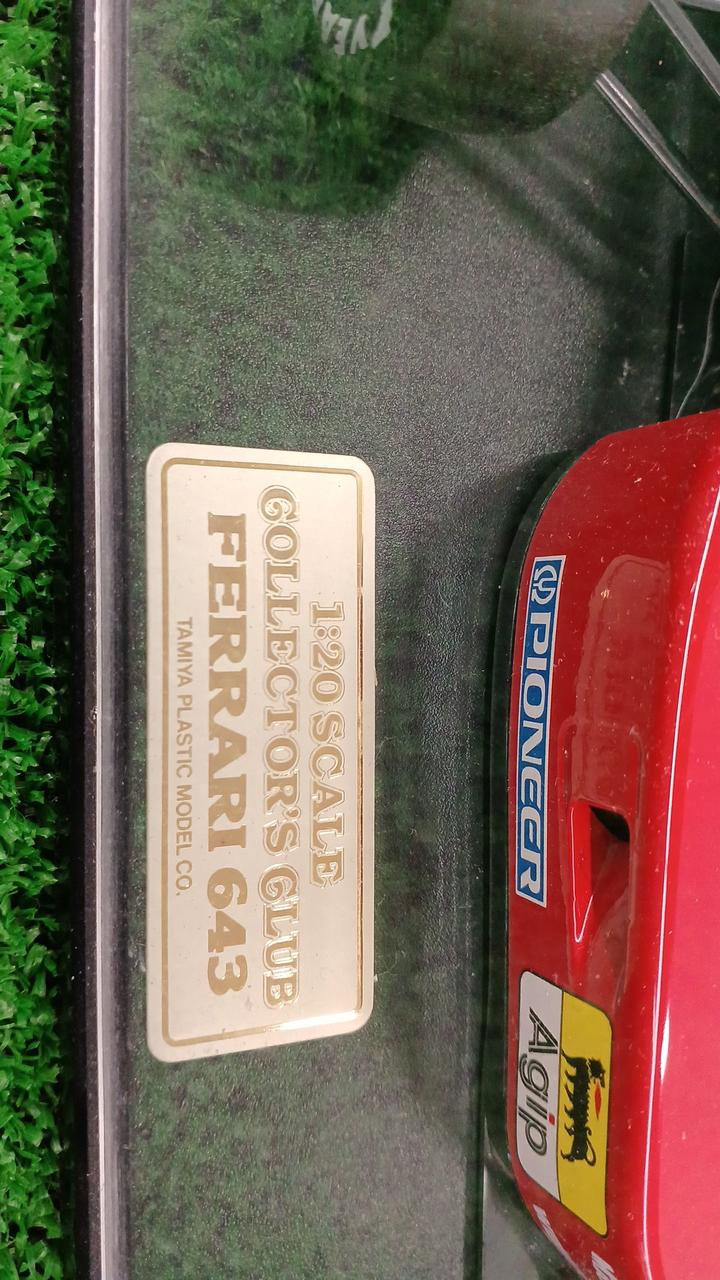 1:20 SCALE
COLLECTOR'S CLUB
FERRARI 643
TAMIYA PLASTIC MODEL CO.
PIONEER
Agip